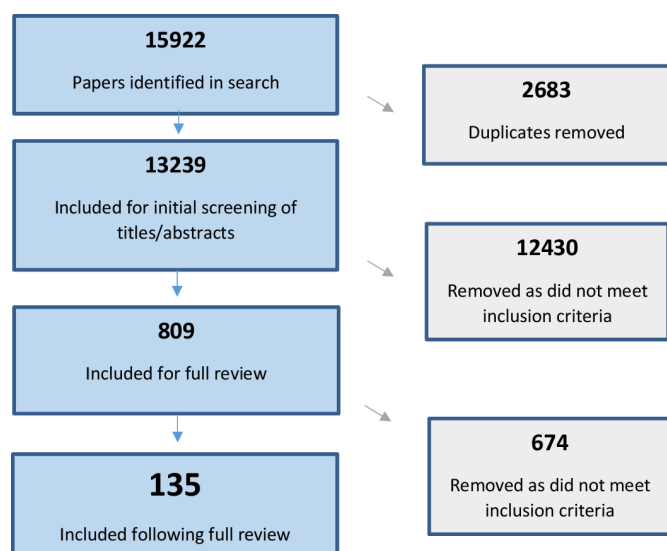 15922
Papers identified in search
2683
Duplicates removed
13239
Included for initial screening of
titles/abstracts
12430
Removed as did not meet
inclusion criteria
809
Included for full review
674
Removed as did not meet
inclusion criteria
135
Included following full review